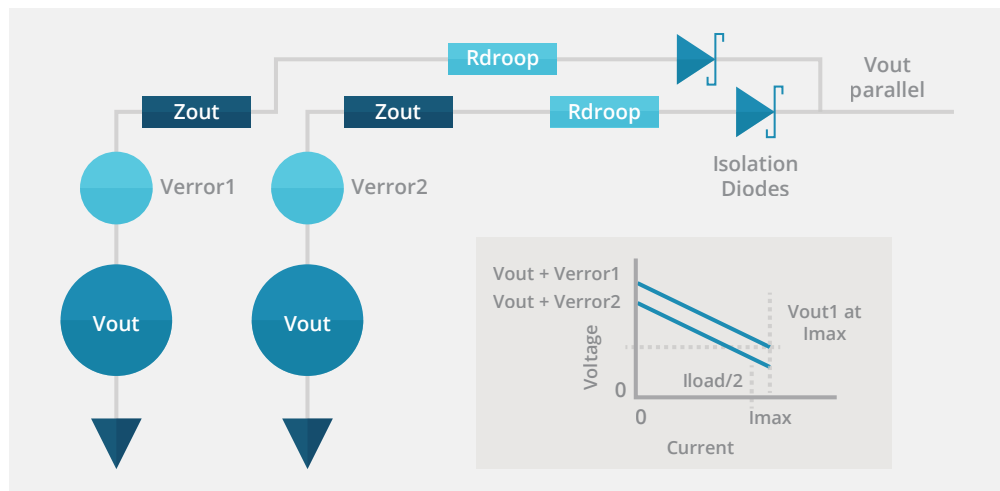 Rdroop
Vout
parallel
Zout
Zout
Rdroop
Isolation
Diodes
Verror1
Verror2
Vout
Vout
Vout + Verror1
Vout + Verror2
Vout1 at
Imax
Voltage
Iload/2
0
0
Imax
Current